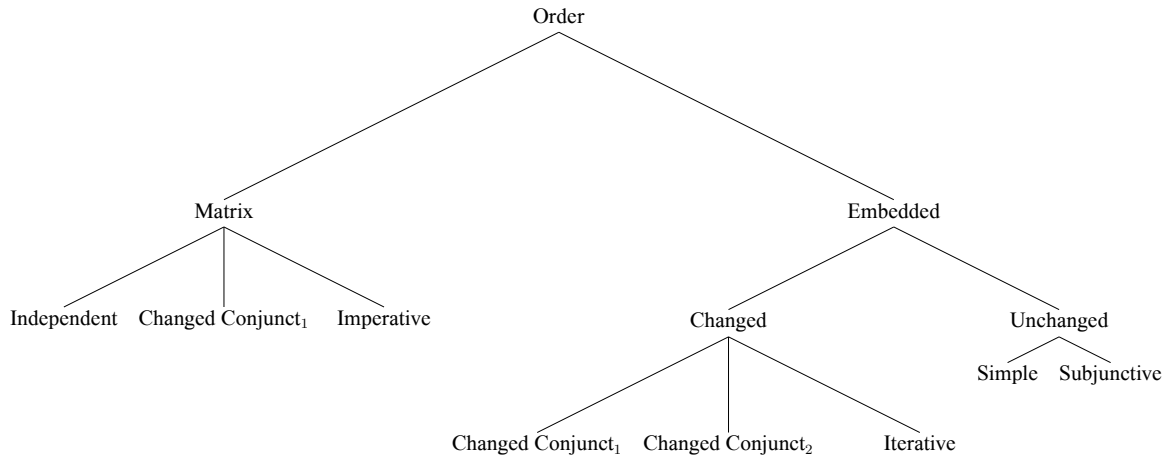 Order
Matrix Embedded
Independent Changed Conjunct₁ Imperative Changed Unchanged
Simple Subjunctive
Changed Conjunct₁ Changed Conjunct₂ Iterative